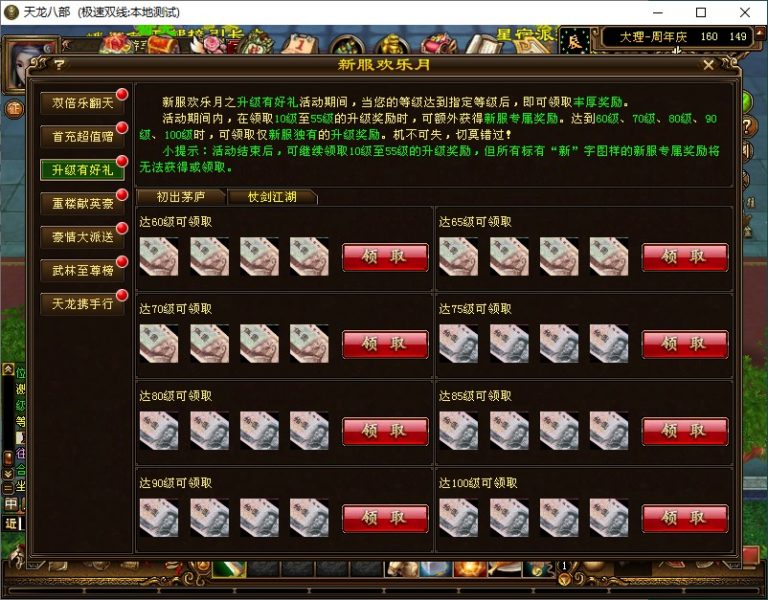 天龙八部 (极速双线:本地测试)
大理-周年庆 160 149
?
新服欢乐月
双倍乐翻天
首充超值赠
升级有好礼
重楼献英豪
豪情大派送
武林至尊榜
天龙携手行
新服欢乐月之升级有好礼活动期间，当您的等级达到指定等级后，即可领取丰厚奖励。
活动期间内，在领取10级至55级的升级奖励时，可额外获得新服专属奖励。达到60级、70级、80级、90
级、100级时，可领取仅新服独有的升级奖励。机不可失，切莫错过！
小提示：活动结束后，可继续领取10级至55级的升级奖励，但所有标有“新”字图样的新服专属奖励将
无法获得或领取。
初出茅庐 仗剑江湖
达60级可领取 达65级可领取
领取 领取
达70级可领取 达75级可领取
领取 领取
达80级可领取 达85级可领取
领取 领取
达90级可领取 达100级可领取
领取 领取
近